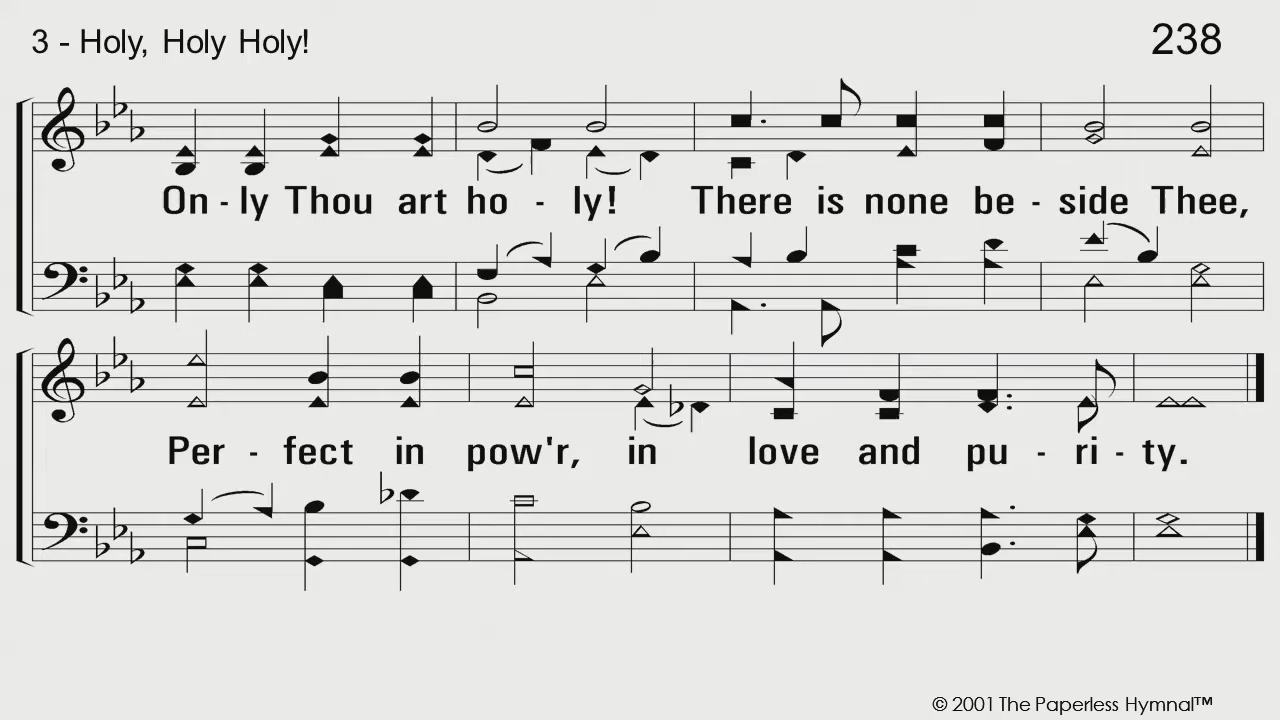 3 - Holy, Holy Holy!
238
On - ly Thou art ho - ly! There is none be - side Thee,
Per - fect in pow'r, in love and pu - ri - ty.
© 2001 The Paperless Hymnal™